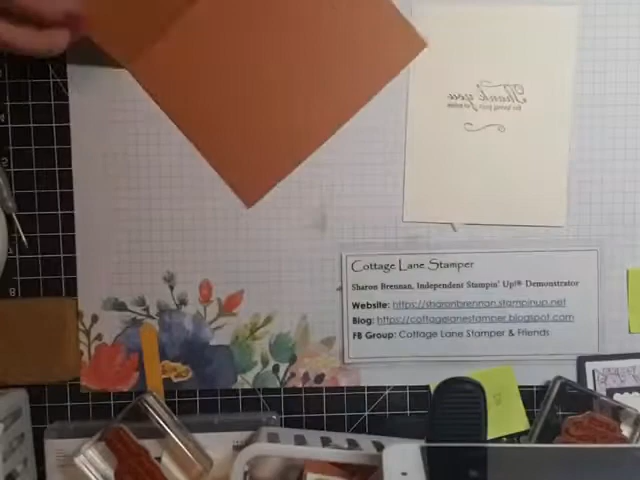 Thank you
Cottage Lane Stamper
Sharon Brennan, Independent Stampin' Up!® Demonstrator
Website: https://sharonbrennan.stampinup.net
Blog: https://cottagelanestamper.blogspot.com
FB Group: Cottage Lane Stamper & Friends
8